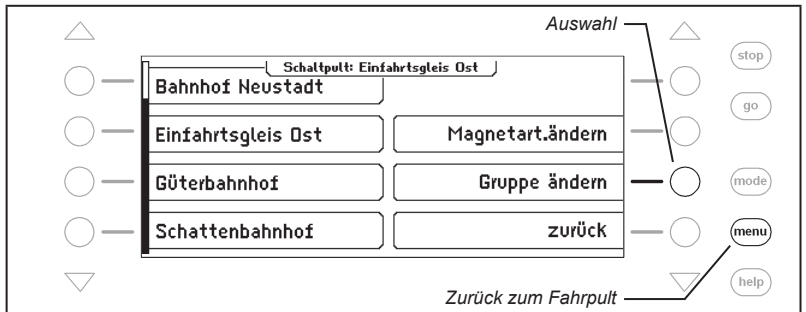 Auswahl
stop
Schaltpult: Einfahrtsgleis Ost
Bahnhof Neustadt
go
Einfahrtsgleis Ost
Magnetart.ändern
Güterbahnhof
Gruppe ändern
mode
Schattenbahnhof
zurück
menu
help
Zurück zum Fahrpult